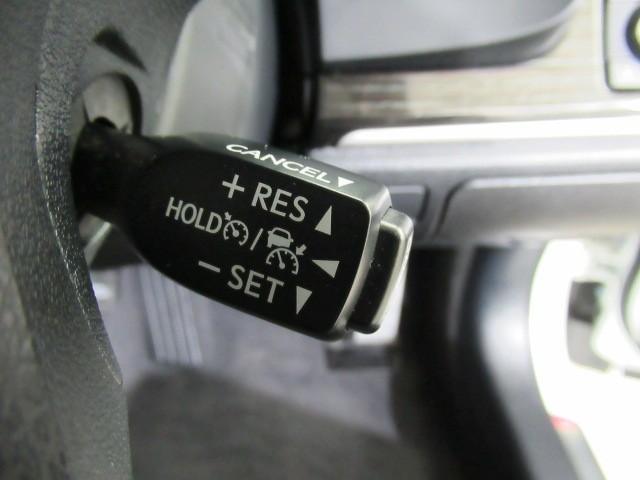 CANCEL▼
+ RES ▲
HOLD / ◀
− SET ▼